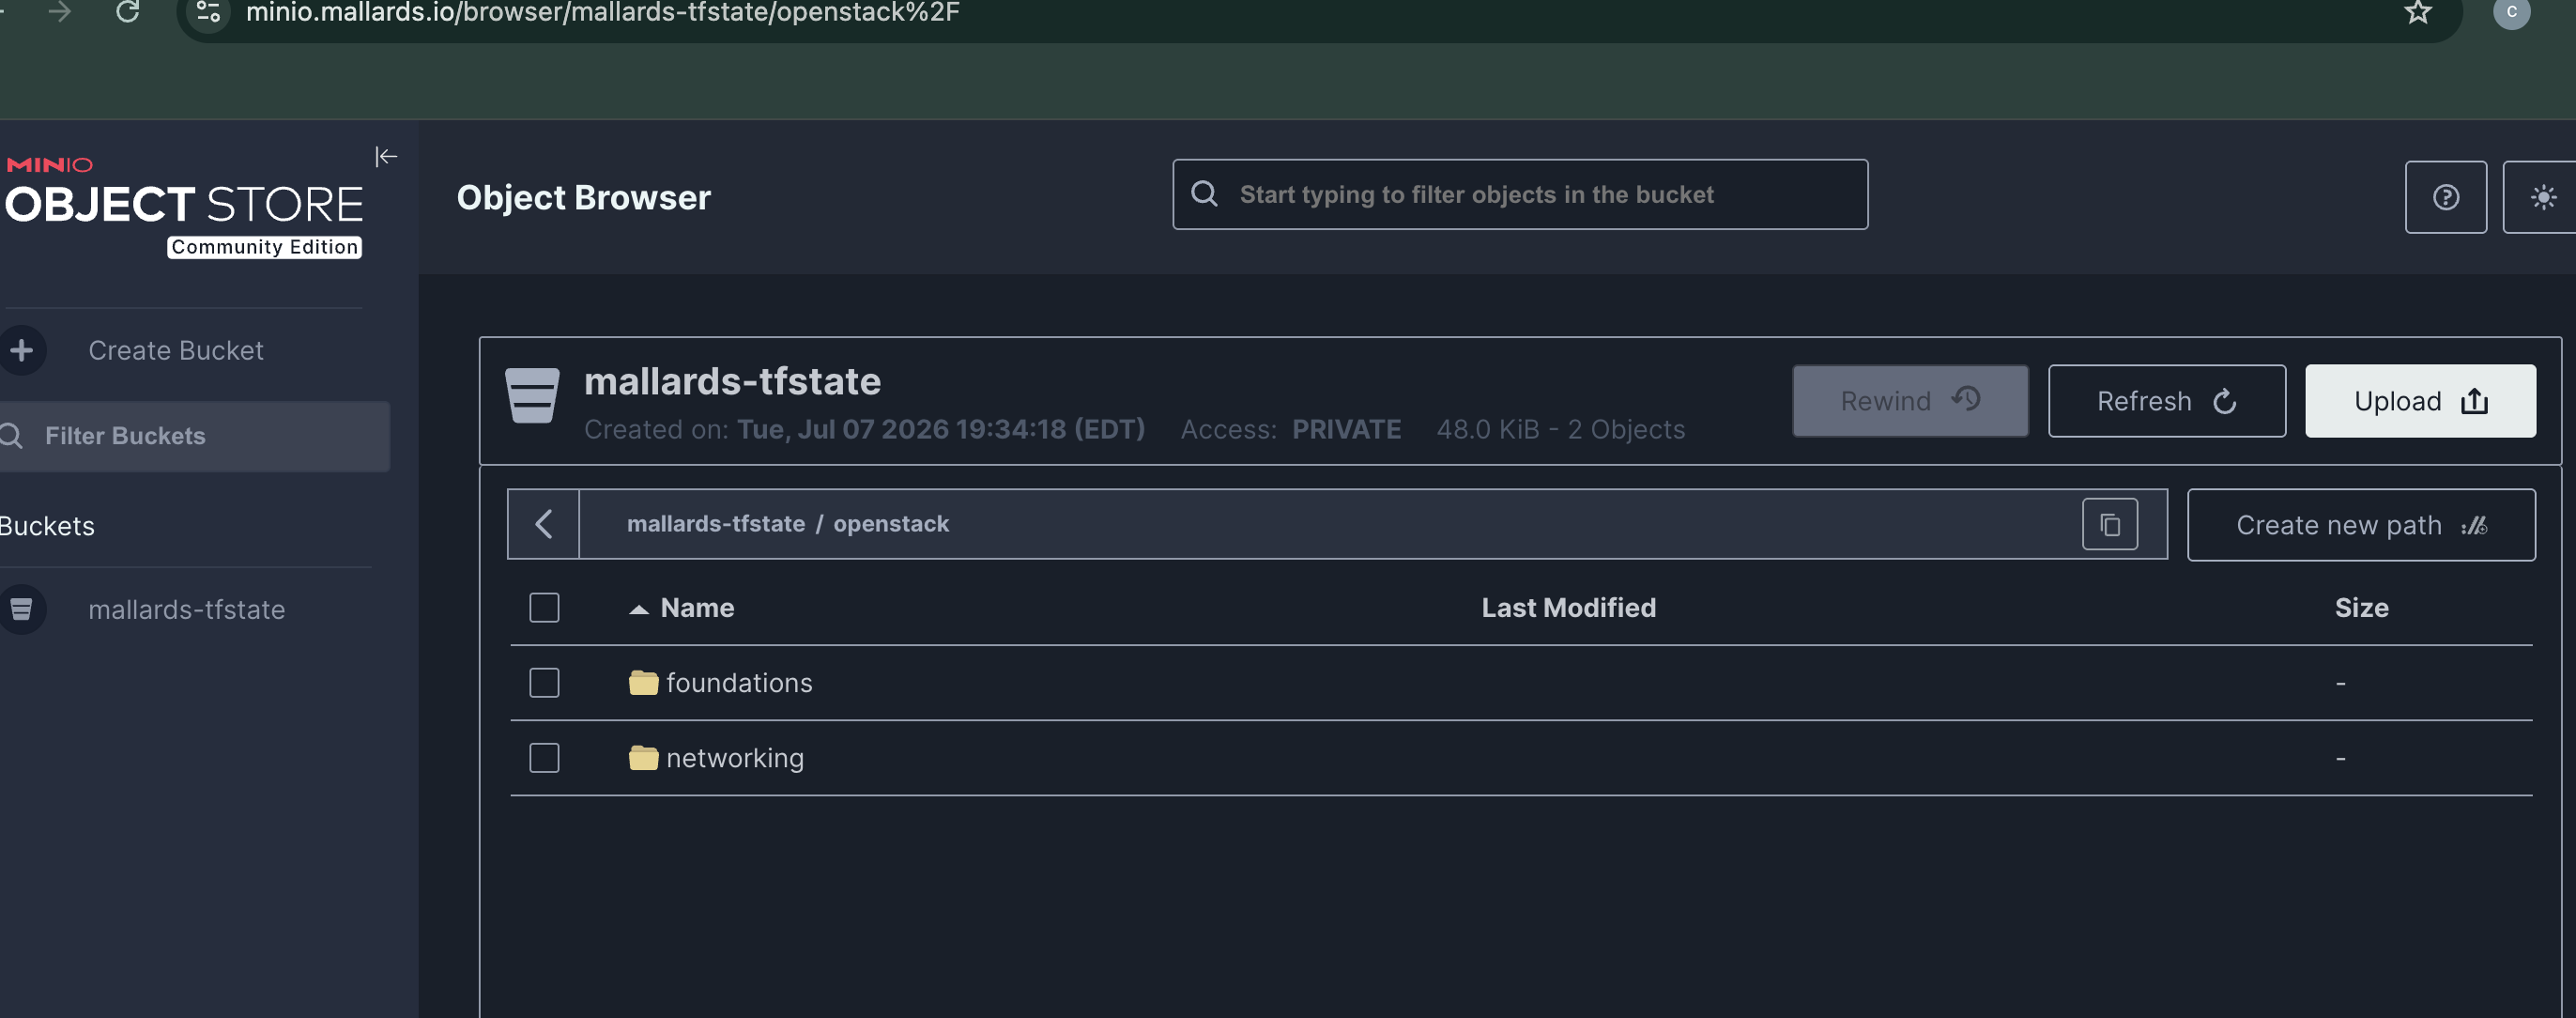 minio.mallards.io/browser/mallards-tfstate/openstack%2F
C
MINIO
OBJECT STORE
Community Edition
Create Bucket
Filter Buckets
Buckets
mallards-tfstate
Object Browser
Start typing to filter objects in the bucket
mallards-tfstate
Created on: Tue, Jul 07 2026 19:34:18 (EDT) Access: PRIVATE 48.0 KiB - 2 Objects
Rewind
Refresh
Upload
mallards-tfstate / openstack
Create new path
Name Last Modified Size
foundations -
networking -